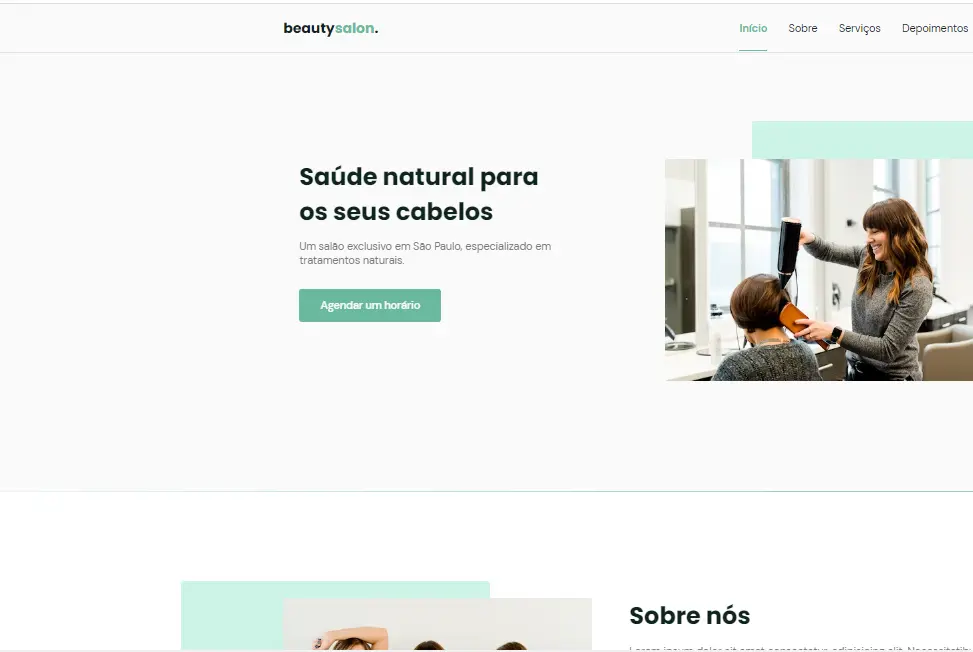 beautysalon.
Início Sobre Serviços Depoimentos
Saúde natural para
os seus cabelos
Um salão exclusivo em São Paulo, especializado em
tratamentos naturais.
Agendar um horário
Sobre nós